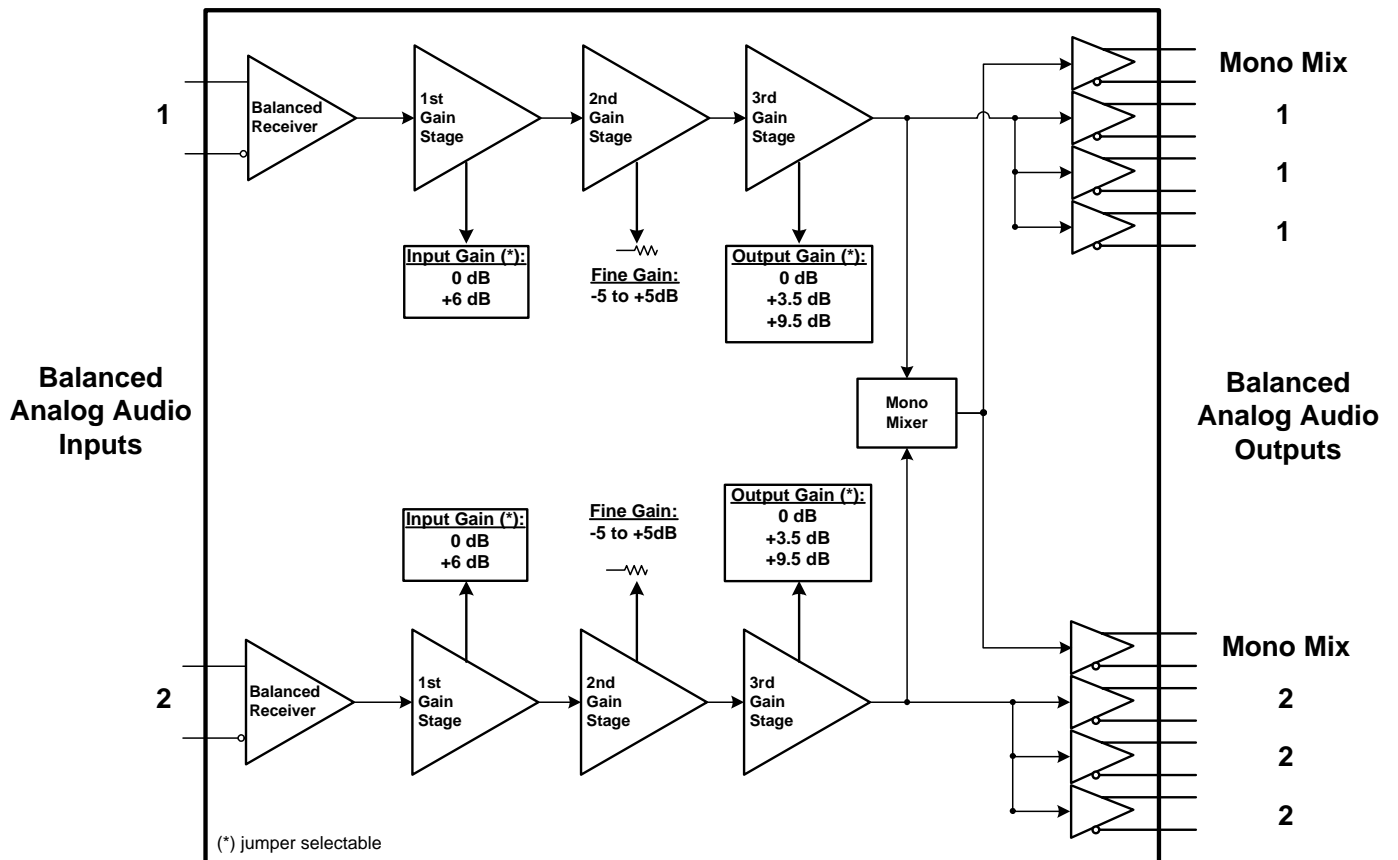 Mono Mix
1
1
1
1
Balanced
Receiver
1st
Gain
Stage
2nd
Gain
Stage
3rd
Gain
Stage
Input Gain (*):
0 dB
+6 dB
Fine Gain:
-5 to +5dB
Output Gain (*):
0 dB
+3.5 dB
+9.5 dB
Balanced
Analog Audio
Inputs
Mono
Mixer
Balanced
Analog Audio
Outputs
Input Gain (*):
0 dB
+6 dB
Fine Gain:
-5 to +5dB
Output Gain (*):
0 dB
+3.5 dB
+9.5 dB
2
Balanced
Receiver
1st
Gain
Stage
2nd
Gain
Stage
3rd
Gain
Stage
Mono Mix
2
2
2
(*) jumper selectable